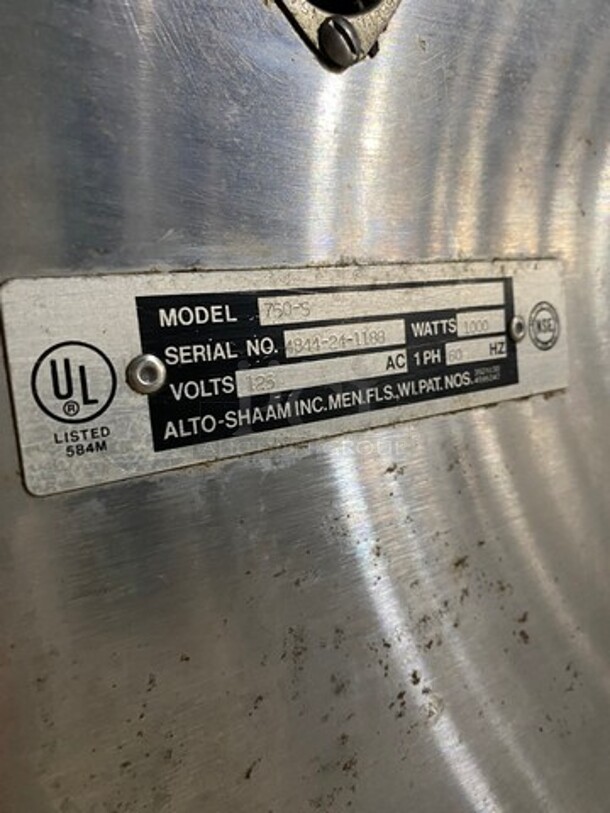 MODEL 750-S
SERIAL NO. 4844-24-1188 WATTS 1000
VOLTS 125 AC 1 PH 60 HZ
ALTO-SHAAM INC. MEN. FLS., WI. PAT. NOS.
UL
®
LISTED
584M
NSF